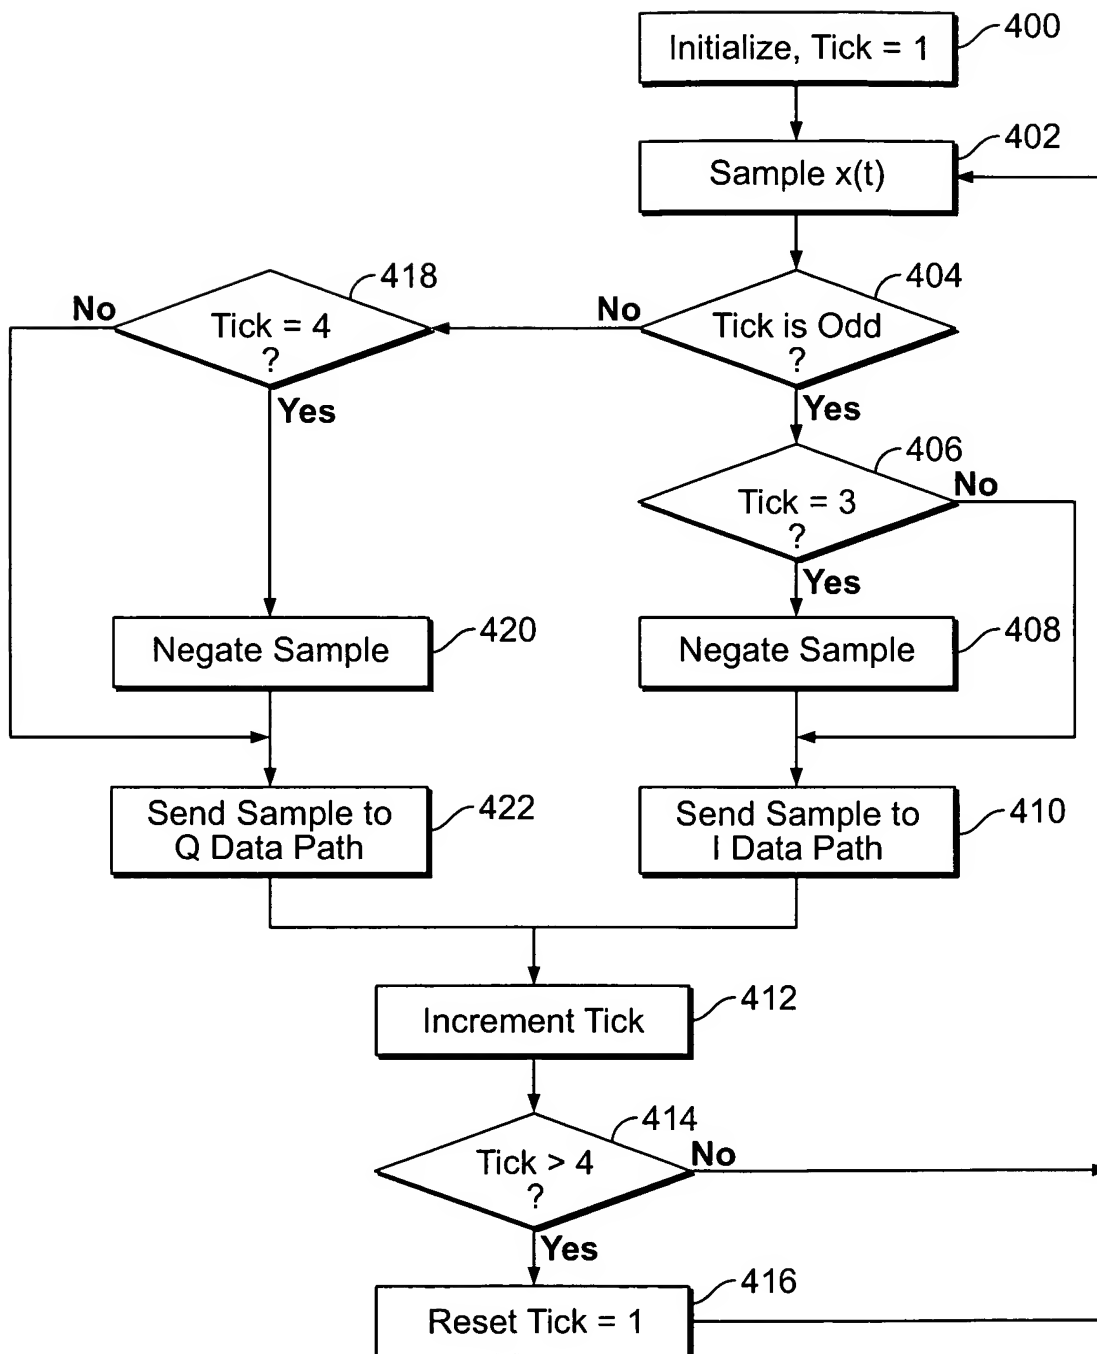 Initialize, Tick = 1
400
Sample x(t)
402
Tick is Odd
?
404
No
Yes
Tick = 4
?
418
No
Yes
Tick = 3
?
406
No
Yes
Negate Sample
420
Negate Sample
408
Send Sample to
Q Data Path
422
Send Sample to
I Data Path
410
Increment Tick
412
Tick > 4
?
414
No
Yes
Reset Tick = 1
416